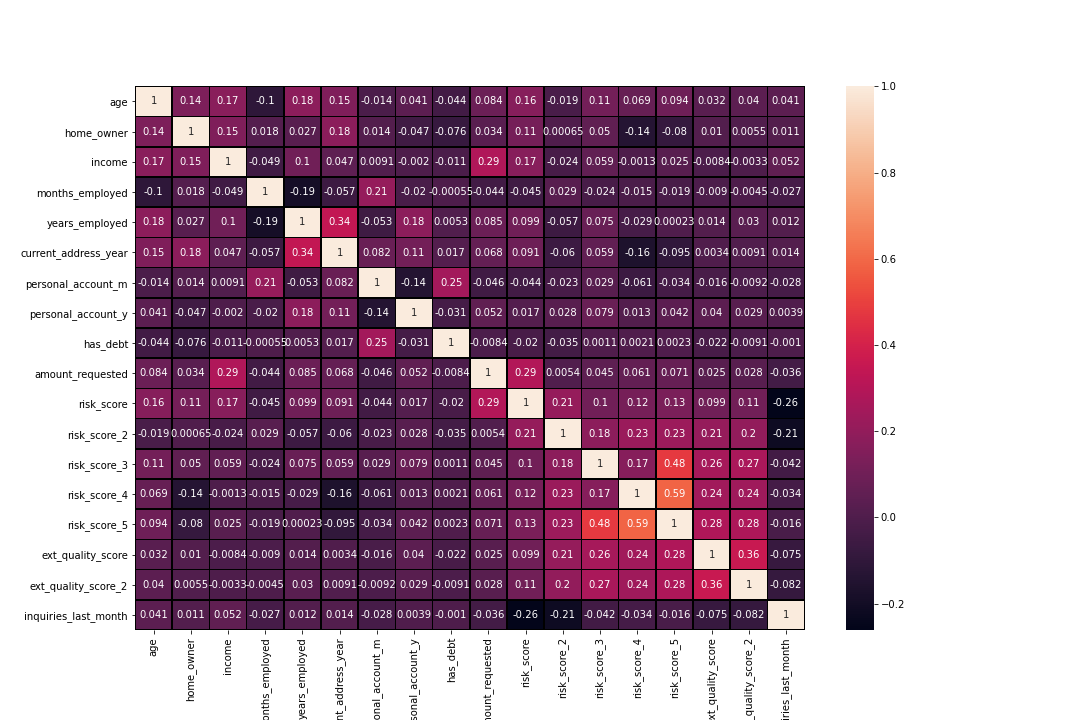 age 1 0.14 0.17 -0.1 0.18 0.15 -0.014 0.041 -0.044 0.084 0.16 -0.019 0.11 0.069 0.094 0.032 0.04 0.041
home_owner 0.14 1 0.15 0.018 0.027 0.18 0.014 -0.047 -0.076 0.034 0.11 0.00065 0.05 -0.14 -0.08 0.01 0.0055 0.011
income 0.17 0.15 1 -0.049 0.1 0.047 0.0091 -0.002 -0.011 0.29 0.17 -0.024 0.059 -0.0013 0.025 -0.0084 -0.0033 0.052
months_employed -0.1 0.018 -0.049 1 -0.19 -0.057 0.21 -0.02 -0.00055 -0.044 -0.045 0.029 -0.024 -0.015 -0.019 -0.009 -0.0045 -0.027
years_employed 0.18 0.027 0.1 -0.19 1 0.34 -0.053 0.18 0.0053 0.085 0.099 -0.057 0.075 -0.029 0.00023 0.014 0.03 0.012
current_address_year 0.15 0.18 0.047 -0.057 0.34 1 0.082 0.11 0.017 0.068 0.091 -0.06 0.059 -0.16 -0.095 0.0034 0.0091 0.014
personal_account_m -0.014 0.014 0.0091 0.21 -0.053 0.082 1 -0.14 0.25 -0.046 -0.044 -0.023 0.029 -0.061 -0.034 -0.016 -0.0092 -0.028
personal_account_y 0.041 -0.047 -0.002 -0.02 0.18 0.11 -0.14 1 -0.031 0.052 0.017 0.028 0.079 0.013 0.042 0.04 0.029 0.0039
has_debt -0.044 -0.076 -0.011 -0.00055 0.0053 0.017 0.25 -0.031 1 -0.0084 -0.02 -0.035 0.0011 0.0021 0.0023 -0.022 -0.0091 -0.001
amount_requested 0.084 0.034 0.29 -0.044 0.085 0.068 -0.046 0.052 -0.0084 1 0.29 0.0054 0.045 0.061 0.071 0.025 0.028 -0.036
risk_score 0.16 0.11 0.17 -0.045 0.099 0.091 -0.044 0.017 -0.02 0.29 1 0.21 0.1 0.12 0.13 0.099 0.11 -0.26
risk_score_2 -0.019 0.00065 -0.024 0.029 -0.057 -0.06 -0.023 0.028 -0.035 0.0054 0.21 1 0.18 0.23 0.23 0.21 0.2 -0.21
risk_score_3 0.11 0.05 0.059 -0.024 0.075 0.059 0.029 0.079 0.0011 0.045 0.1 0.18 1 0.17 0.48 0.26 0.27 -0.042
risk_score_4 0.069 -0.14 -0.0013 -0.015 -0.029 -0.16 -0.061 0.013 0.0021 0.061 0.12 0.23 0.17 1 0.59 0.24 0.24 -0.034
risk_score_5 0.094 -0.08 0.025 -0.019 0.00023 -0.095 -0.034 0.042 0.0023 0.071 0.13 0.23 0.48 0.59 1 0.28 0.28 -0.016
ext_quality_score 0.032 0.01 -0.0084 -0.009 0.014 0.0034 -0.016 0.04 -0.022 0.025 0.099 0.21 0.26 0.24 0.28 1 0.36 -0.075
ext_quality_score_2 0.04 0.0055 -0.0033 -0.0045 0.03 0.0091 -0.0092 0.029 -0.0091 0.028 0.11 0.2 0.27 0.24 0.28 0.36 1 -0.082
inquiries_last_month 0.041 0.011 0.052 -0.027 0.012 0.014 -0.028 0.0039 -0.001 -0.036 -0.26 -0.21 -0.042 -0.034 -0.016 -0.075 -0.082 1
age
home_owner
income
onths_employed
years_employed
nt_address_year
onal_account_m
sonal_account_y
has_debt
ount_requested
risk_score
risk_score_2
risk_score_3
risk_score_4
risk_score_5
xt_quality_score
_quality_score_2
iries_last_month
1.0
0.8
0.6
0.4
0.2
0.0
−0.2